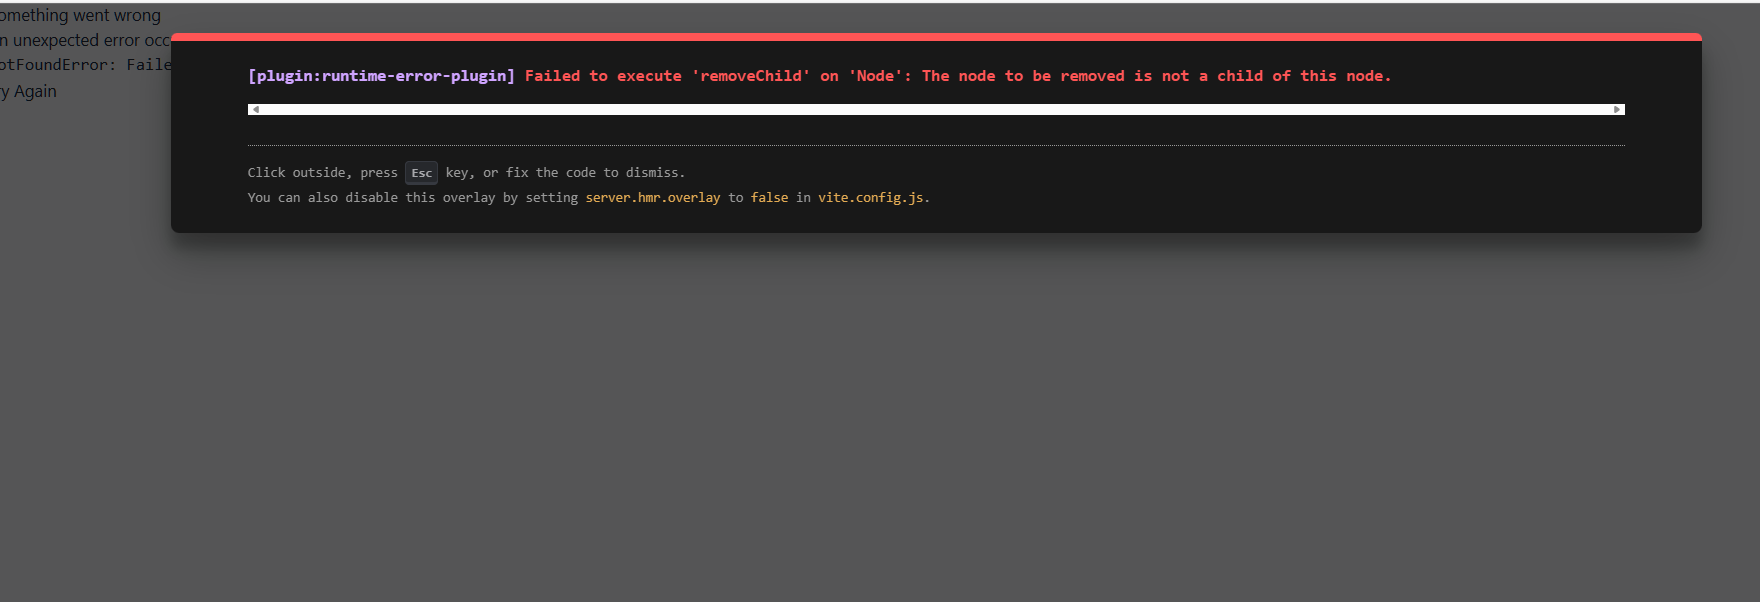 omething went wrong
n unexpected error occ
otFoundError: Faile
y Again
[plugin:runtime-error-plugin] Failed to execute 'removeChild' on 'Node': The node to be removed is not a child of this node.
Click outside, press Esc key, or fix the code to dismiss.
You can also disable this overlay by setting server.hmr.overlay to false in vite.config.js.